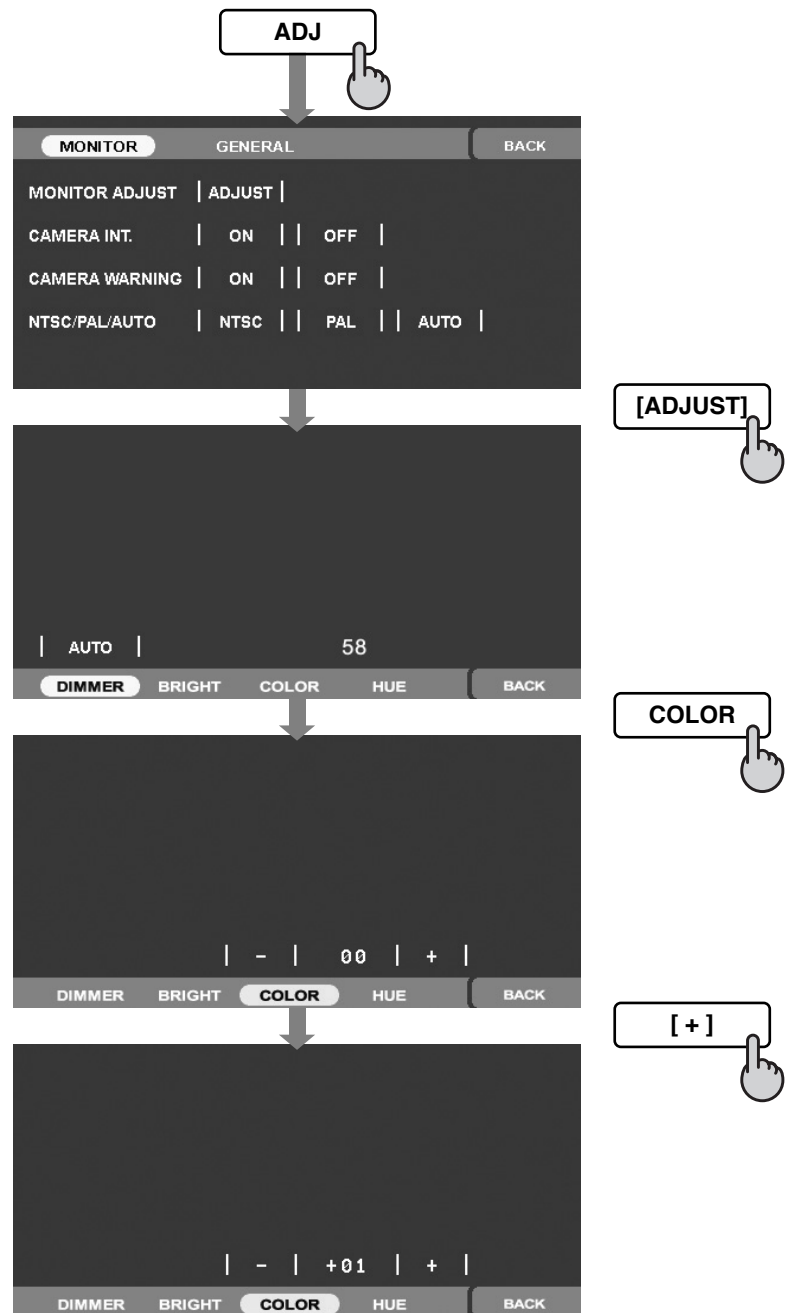 ADJ
MONITOR GENERAL BACK
MONITOR ADJUST | ADJUST |
CAMERA INT. | ON | | OFF |
CAMERA WARNING | ON | | OFF |
NTSC/PAL/AUTO | NTSC | | PAL | | AUTO |
[ADJUST]
| AUTO | 58
DIMMER BRIGHT COLOR HUE BACK
COLOR
| - | 00 | + |
DIMMER BRIGHT COLOR HUE BACK
[ + ]
| - | +01 | + |
DIMMER BRIGHT COLOR HUE BACK